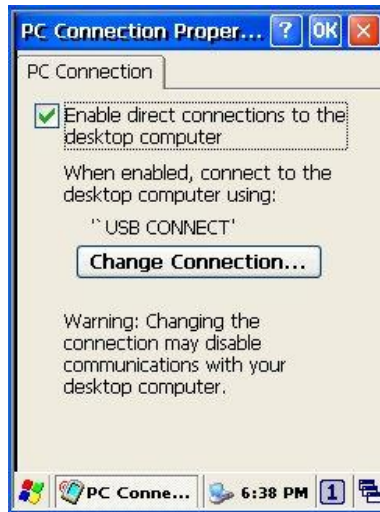 PC Connection Proper... ? OK
PC Connection
Enable direct connections to the
desktop computer
When enabled, connect to the
desktop computer using:
'`USB CONNECT'
Change Connection...
Warning: Changing the
connection may disable
communications with your
desktop computer.
PC Conne... 6:38 PM 1